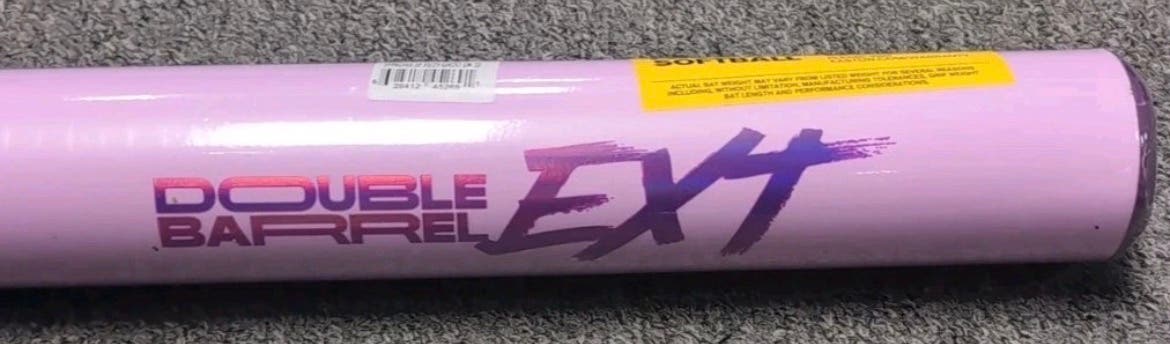 SOFTBALL
ACTUAL BAT WEIGHT MAY VARY FROM LISTED WEIGHT FOR SEVERAL REASONS
INCLUDING, WITHOUT LIMITATION, MANUFACTURING TOLERANCES, GRIP WEIGHT
BAT LENGTH AND PERFORMANCE CONSIDERATIONS.
DOUBLE
BARREL
EXT